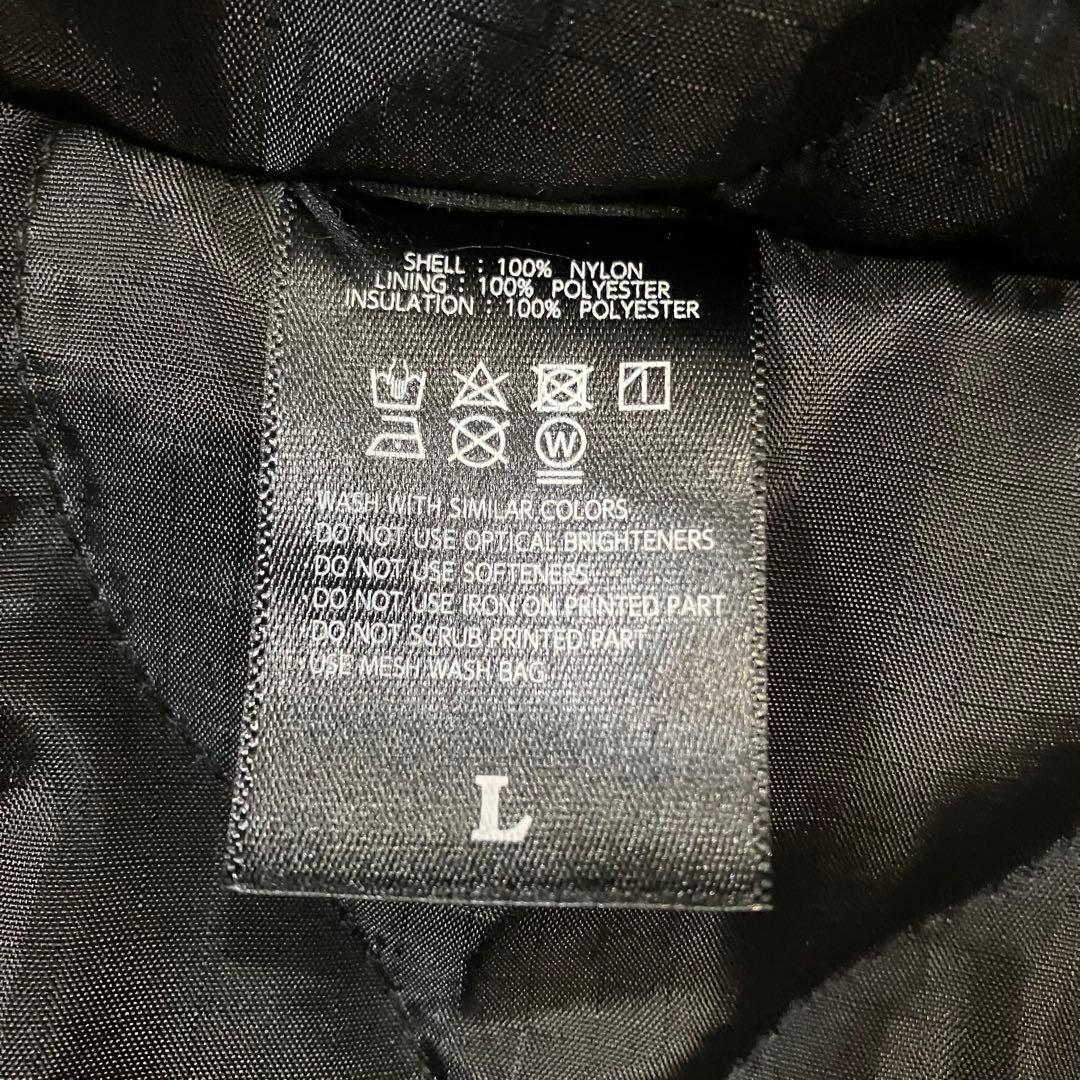 SHELL : 100% NYLON
LINING : 100% POLYESTER
INSULATION : 100% POLYESTER
W
·WASH WITH SIMILAR COLORS
·DO NOT USE OPTICAL BRIGHTENERS
·DO NOT USE SOFTENERS
·DO NOT USE IRON ON PRINTED PART
·DO NOT SCRUB PRINTED PART
·USE MESH WASH BAG
L